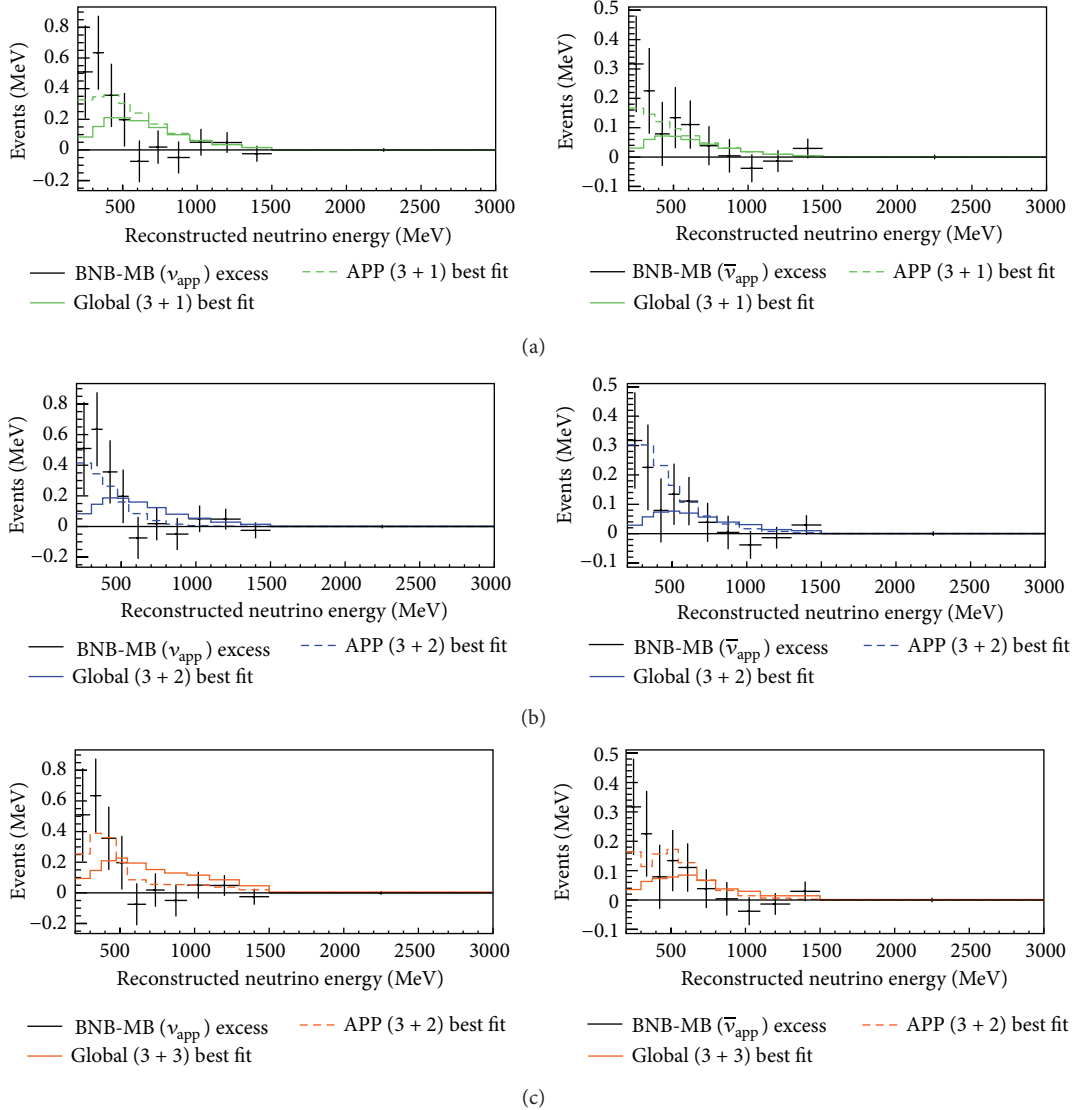 Events (MeV)
0.8
0.6
0.4
0.2
0
−0.2
500 1000 1500 2000 2500 3000
Reconstructed neutrino energy (MeV)
BNB-MB (νapp) excess
APP (3 + 1) best fit
Global (3 + 1) best fit
Events (MeV)
0.5
0.4
0.3
0.2
0.1
0
−0.1
500 1000 1500 2000 2500 3000
Reconstructed neutrino energy (MeV)
BNB-MB (ν̅app) excess
APP (3 + 1) best fit
Global (3 + 1) best fit
(a)
Events (MeV)
0.8
0.6
0.4
0.2
0
−0.2
500 1000 1500 2000 2500 3000
Reconstructed neutrino energy (MeV)
BNB-MB (νapp) excess
APP (3 + 2) best fit
Global (3 + 2) best fit
Events (MeV)
0.5
0.4
0.3
0.2
0.1
0
−0.1
500 1000 1500 2000 2500 3000
Reconstructed neutrino energy (MeV)
BNB-MB (ν̅app) excess
APP (3 + 2) best fit
Global (3 + 2) best fit
(b)
Events (MeV)
0.8
0.6
0.4
0.2
0
−0.2
500 1000 1500 2000 2500 3000
Reconstructed neutrino energy (MeV)
BNB-MB (νapp) excess
APP (3 + 2) best fit
Global (3 + 3) best fit
Events (MeV)
0.5
0.4
0.3
0.2
0.1
0
−0.1
500 1000 1500 2000 2500 3000
Reconstructed neutrino energy (MeV)
BNB-MB (ν̅app) excess
APP (3 + 2) best fit
Global (3 + 3) best fit
(c)